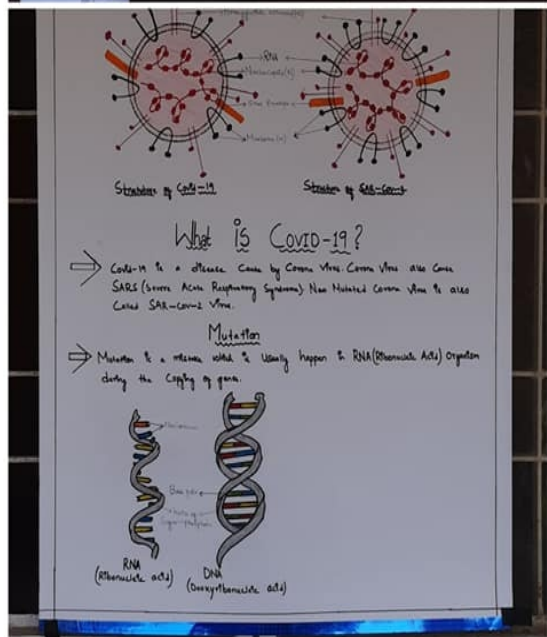 RNA
Nucleocapsid(N)
Membrane(M)
Structure of Covid-19
Structure of SAR-Cov-2
What is COVID-19?
Covid-19 is a disease Cause by Corona Virus. Corona Virus also Cause
SARS (Severe Acute Respiratory Syndrome). New Mutated Corona Virus is also
Called SAR-Cov-2 Virus.
Mutation
Mutation is a mistake which is Usually happen in RNA (Ribonucleic Acid) Organism
during the Copying of genes.
Base pair
RNA
(Ribonucleic acid)
DNA
(Deoxyribonucleic acid)